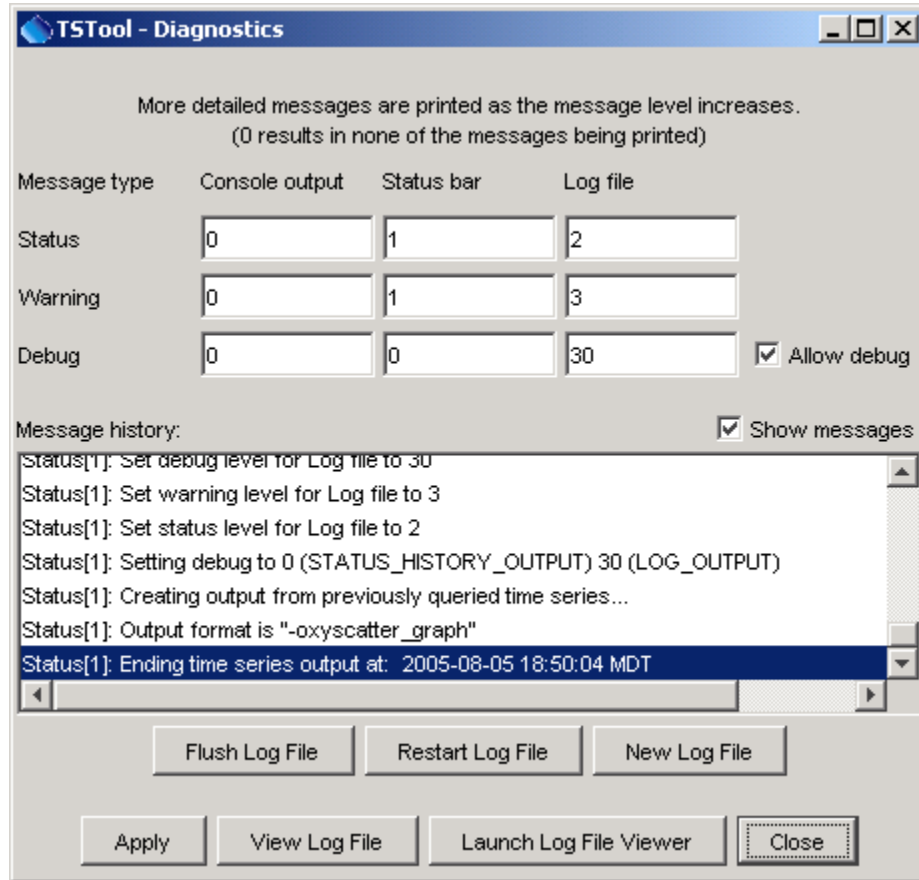 TSTool - Diagnostics
More detailed messages are printed as the message level increases.
(0 results in none of the messages being printed)
Message type Console output Status bar Log file
Status 0 1 2
Warning 0 1 3
Debug 0 0 30 Allow debug
Message history: Show messages
Status[1]: Set debug level for Log file to 30
Status[1]: Set warning level for Log file to 3
Status[1]: Set status level for Log file to 2
Status[1]: Setting debug to 0 (STATUS_HISTORY_OUTPUT) 30 (LOG_OUTPUT)
Status[1]: Creating output from previously queried time series...
Status[1]: Output format is "-oxyscatter_graph"
Status[1]: Ending time series output at:  2005-08-05 18:50:04 MDT
Flush Log File Restart Log File New Log File
Apply View Log File Launch Log File Viewer Close